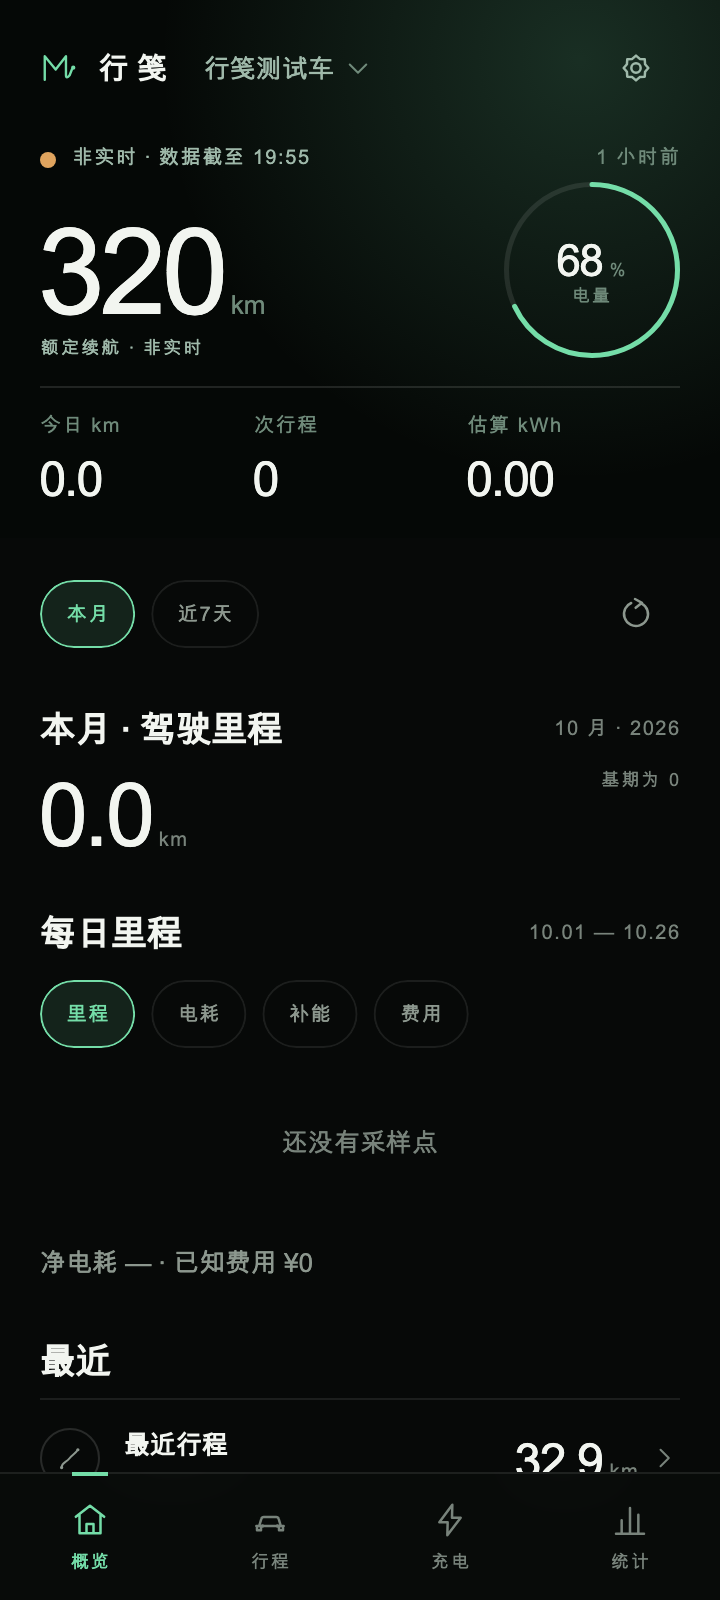 行笺 行笺测试车
非实时 · 数据截至 19:55 1 小时前
320 km
68 %
电量
额定续航 · 非实时
今日 km 次行程 估算 kWh
0.0 0 0.00
本月 近7天
本月 · 驾驶里程 10 月 · 2026
基期为 0
0.0 km
每日里程 10.01 — 10.26
里程 电耗 补能 费用
还没有采样点
净电耗 — · 已知费用 ¥0
最近
最近行程 32.9 km
概览 行程 充电 统计